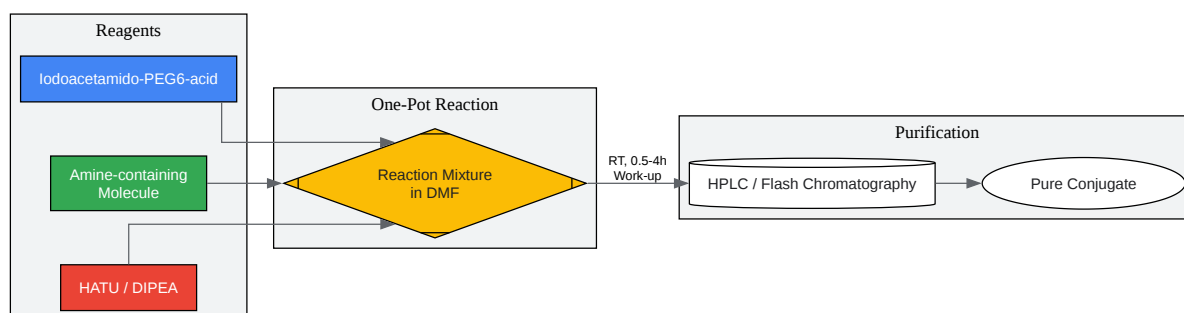 Reagents
Iodoacetamido-PEG6-acid
Amine-containing
Molecule
HATU / DIPEA
One-Pot Reaction
Reaction Mixture
in DMF
RT, 0.5-4h
Work-up
Purification
HPLC / Flash Chromatography
Pure Conjugate